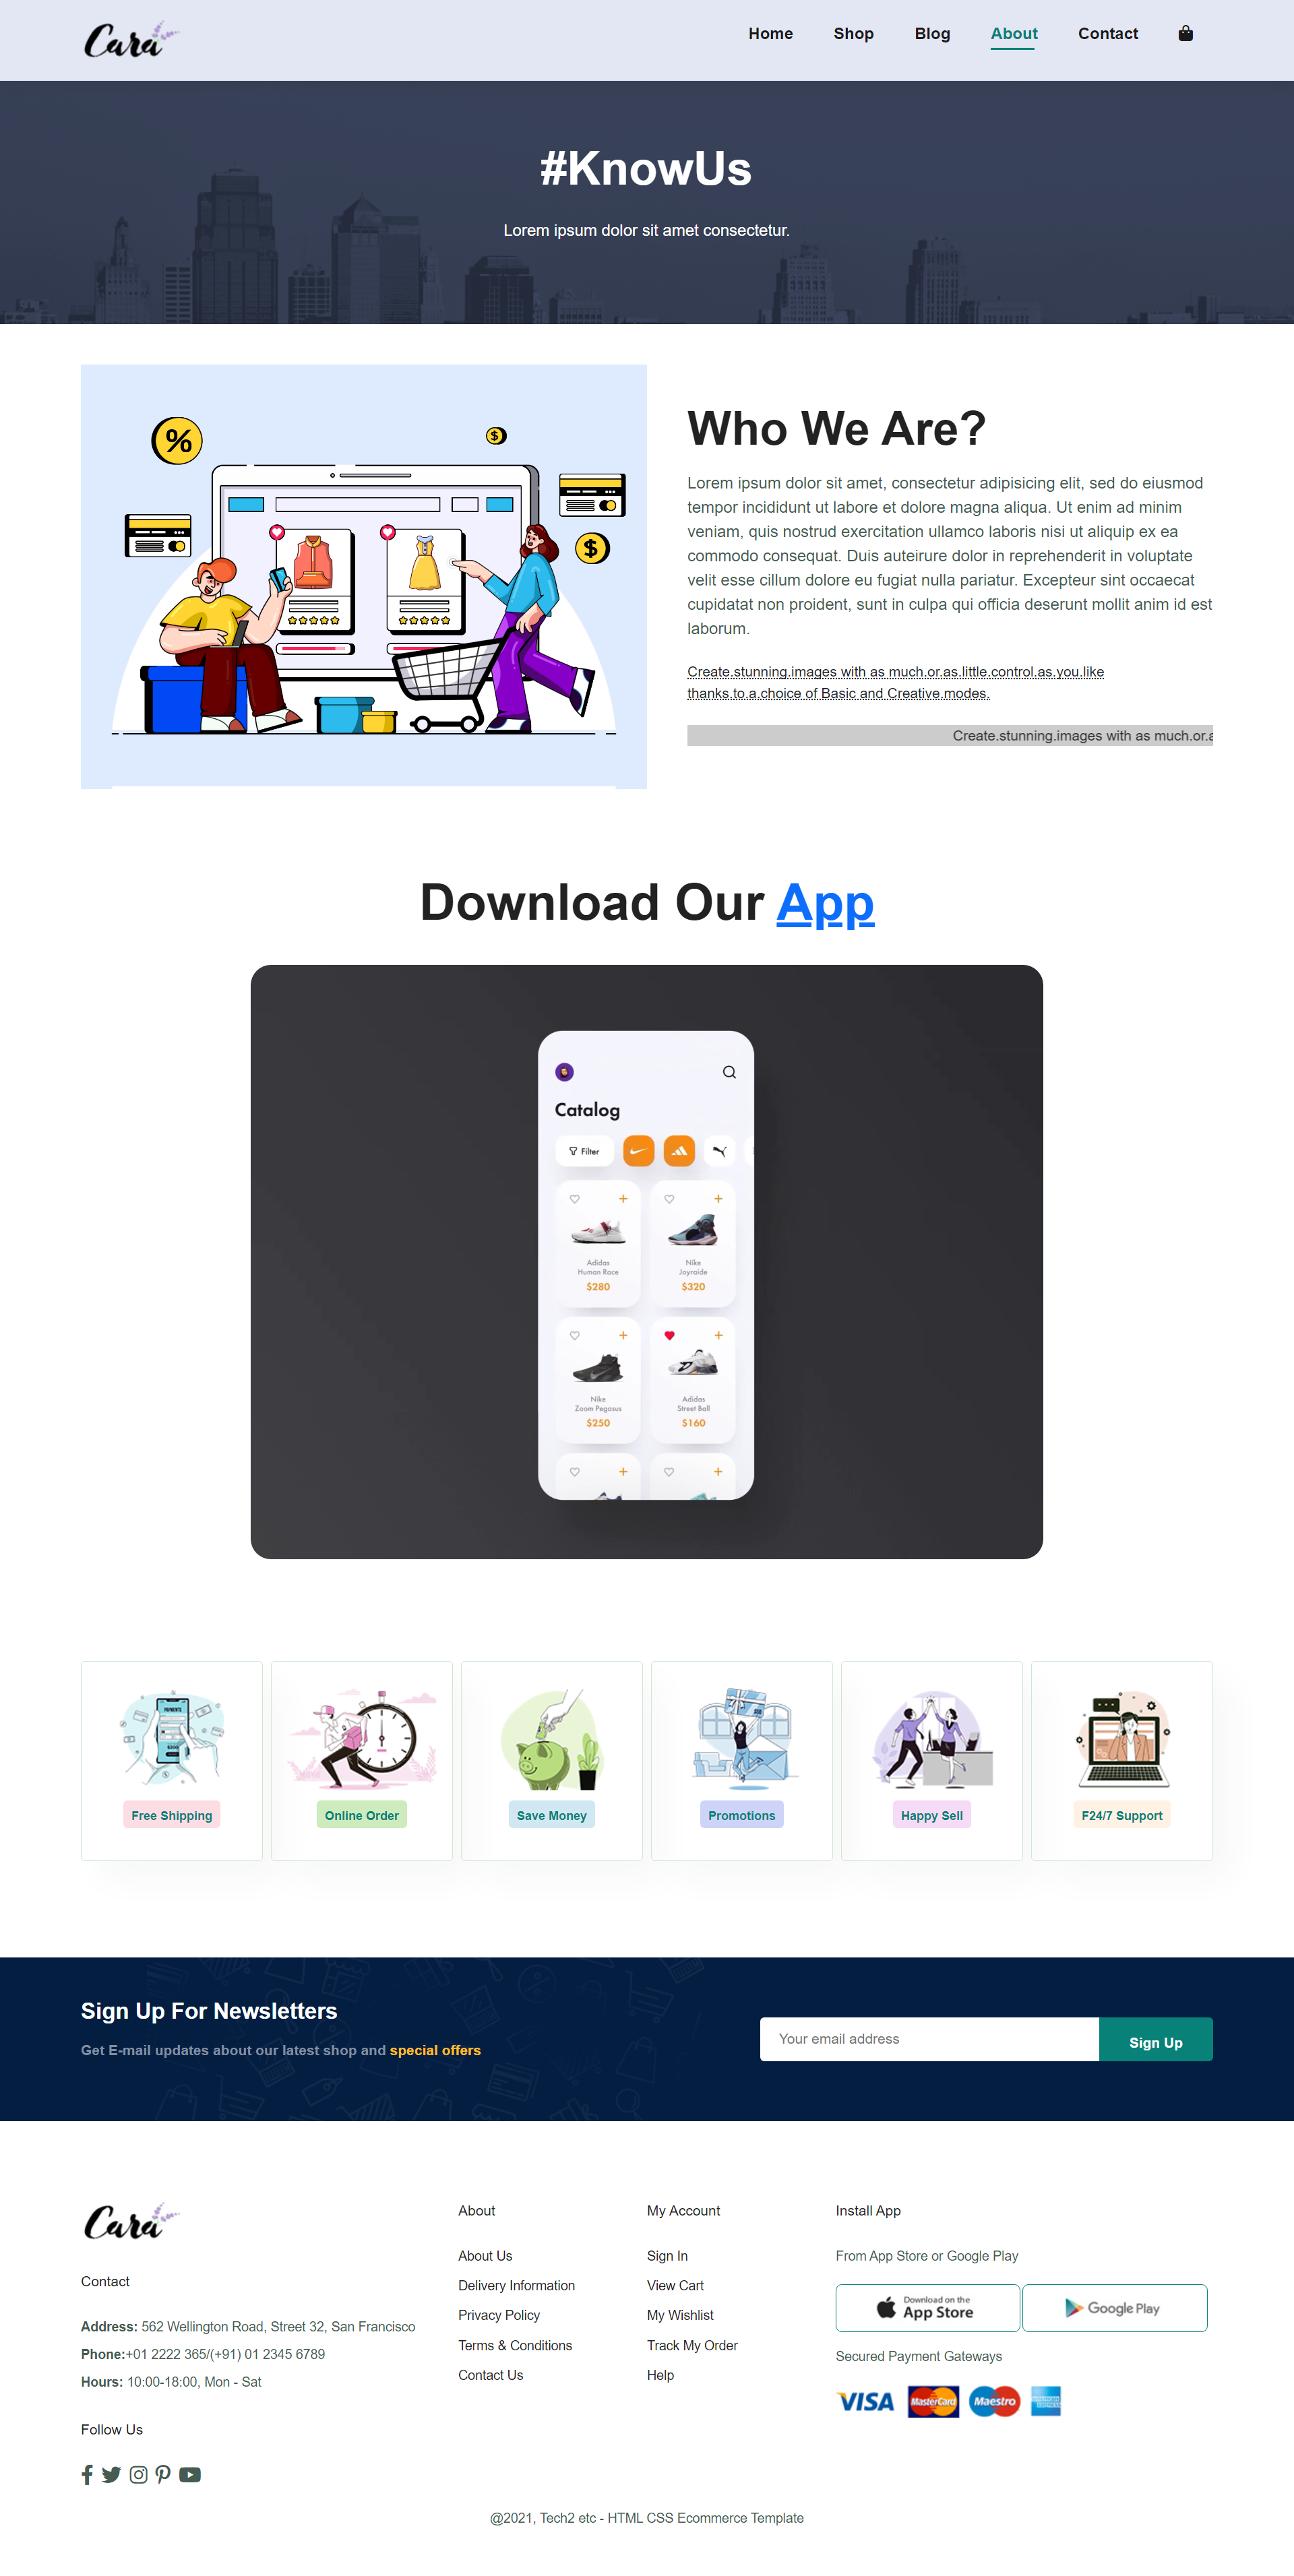 Cara
Home Shop Blog About Contact
#KnowUs
Lorem ipsum dolor sit amet consectetur.
Who We Are?
Lorem ipsum dolor sit amet, consectetur adipisicing elit, sed do eiusmod
tempor incididunt ut labore et dolore magna aliqua. Ut enim ad minim
veniam, quis nostrud exercitation ullamco laboris nisi ut aliquip ex ea
commodo consequat. Duis auteirure dolor in reprehenderit in voluptate
velit esse cillum dolore eu fugiat nulla pariatur. Excepteur sint occaecat
cupidatat non proident, sunt in culpa qui officia deserunt mollit anim id est
laborum.
Create.stunning.images with as much.or.as.little.control.as.you.like
thanks.to.a.choice of Basic and Creative.modes.
Create.stunning.images with as much.or.a
%
$
$
Download Our App
Catalog
Filter
Adidas
Human Race
$280
Nike
Joyraide
$320
Nike
Zoom Pegasus
$250
Adidas
Street Ball
$160
PAYMENTS
Free Shipping
Online Order
Save Money
Promotions
Happy Sell
F24/7 Support
Sign Up For Newsletters
Get E-mail updates about our latest shop and special offers
Your email address
Sign Up
Cara
Contact
Address: 562 Wellington Road, Street 32, San Francisco
Phone:+01 2222 365/(+91) 01 2345 6789
Hours: 10:00-18:00, Mon - Sat
Follow Us
About
About Us
Delivery Information
Privacy Policy
Terms & Conditions
Contact Us
My Account
Sign In
View Cart
My Wishlist
Track My Order
Help
Install App
From App Store or Google Play
Download on the
App Store
Google Play
Secured Payment Gateways
VISA MasterCard Maestro
@2021, Tech2 etc - HTML CSS Ecommerce Template